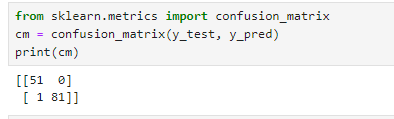 from sklearn.metrics import confusion_matrix
cm = confusion_matrix(y_test, y_pred)
print(cm)
[[51  0]
 [ 1 81]]